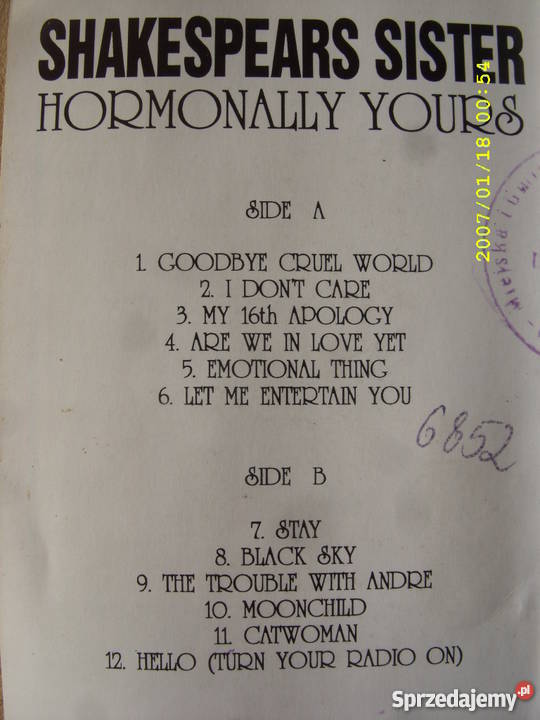 SHAKESPEARS SISTER
HORMONALLY YOURS
SIDE A
1. GOODBYE CRUEL WORLD
2. I DON'T CARE
3. MY 16th APOLOGY
4. ARE WE IN LOVE YET
5. EMOTIONAL THING
6. LET ME ENTERTAIN YOU
6852
SIDE B
7. STAY
8. BLACK SKY
9. THE TROUBLE WITH ANDRE
10. MOONCHILD
11. CATWOMAN
12. HELLO (TURN YOUR RADIO ON)
2007/01/18 00:54
Sprzedajemy.pl